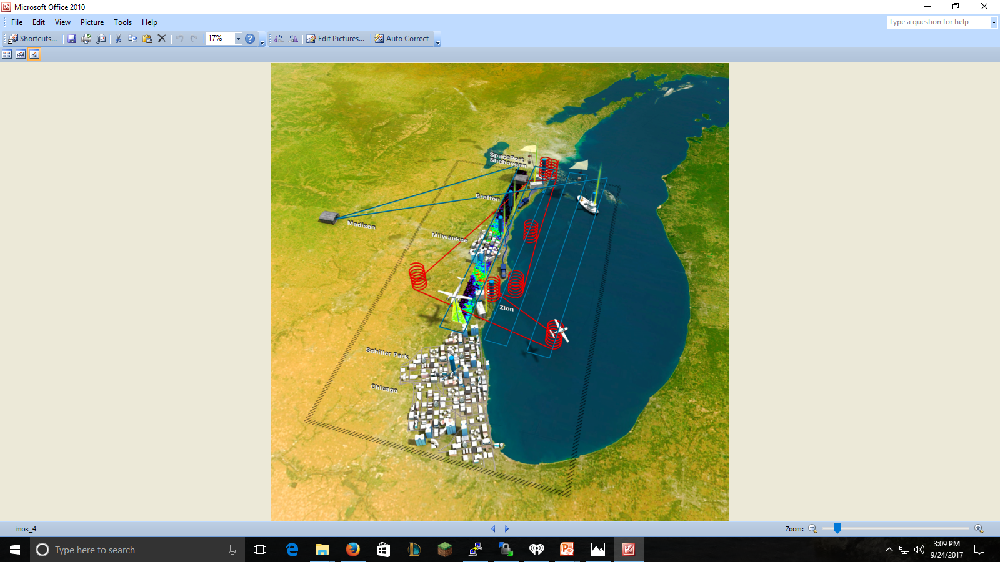 Microsoft Office 2010
File Edit View Picture Tools Help
Type a question for help
Shortcuts...
17%
Edit Pictures...
Auto Correct
SpacePort
Sheboygan
Grafton
Madison
Milwaukee
Zion
Schiller Park
Chicago
lmos_4
Zoom:
Type here to search
3:09 PM
9/24/2017